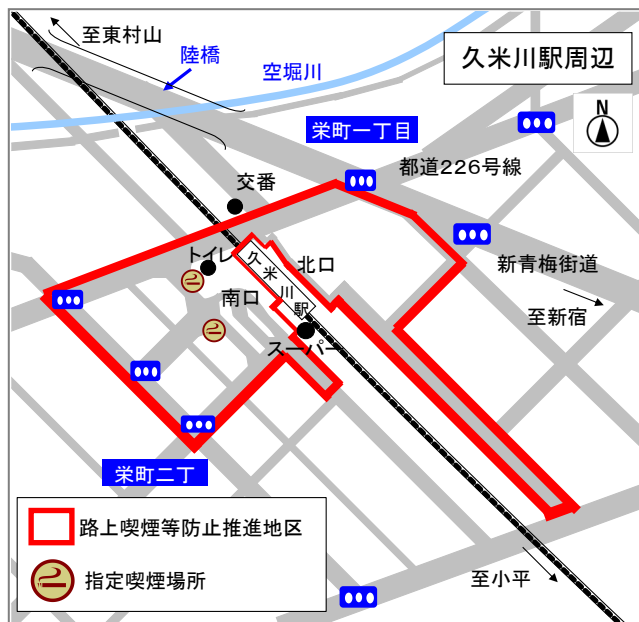 至東村山
陸橋
空堀川
久米川駅周辺
栄町一丁目
N
都道226号線
交番
トイレ
久米川駅
北口
新青梅街道
南口
至新宿
スーパー
栄町二丁
路上喫煙等防止推進地区
指定喫煙場所
至小平